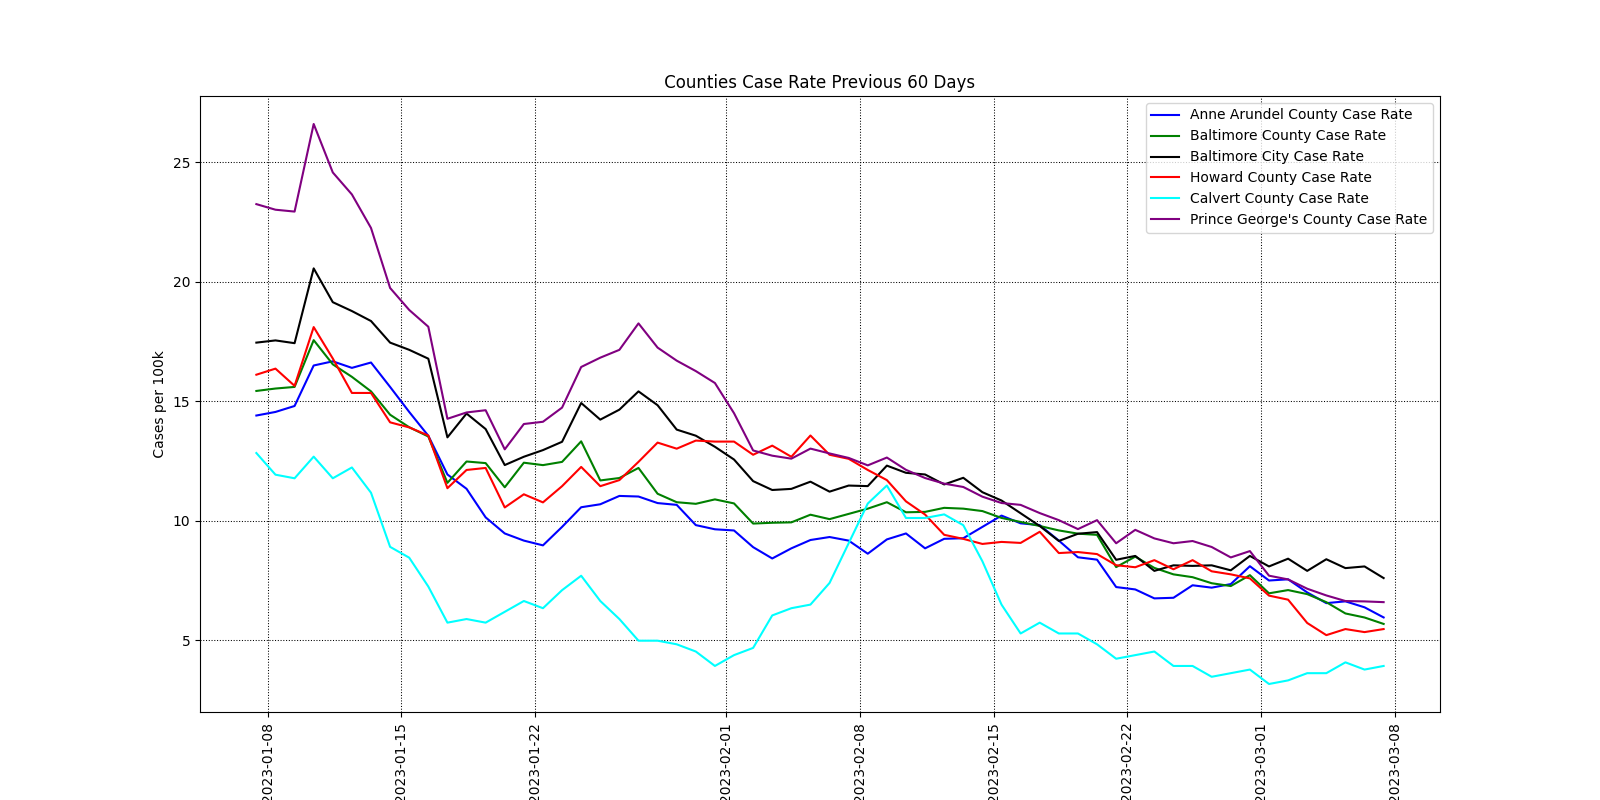 Counties Case Rate Previous 60 Days
Cases per 100k
25
20
15
10
5
Anne Arundel County Case Rate
Baltimore County Case Rate
Baltimore City Case Rate
Howard County Case Rate
Calvert County Case Rate
Prince George's County Case Rate
2023-01-08
2023-01-15
2023-01-22
2023-02-01
2023-02-08
2023-02-15
2023-02-22
2023-03-01
2023-03-08